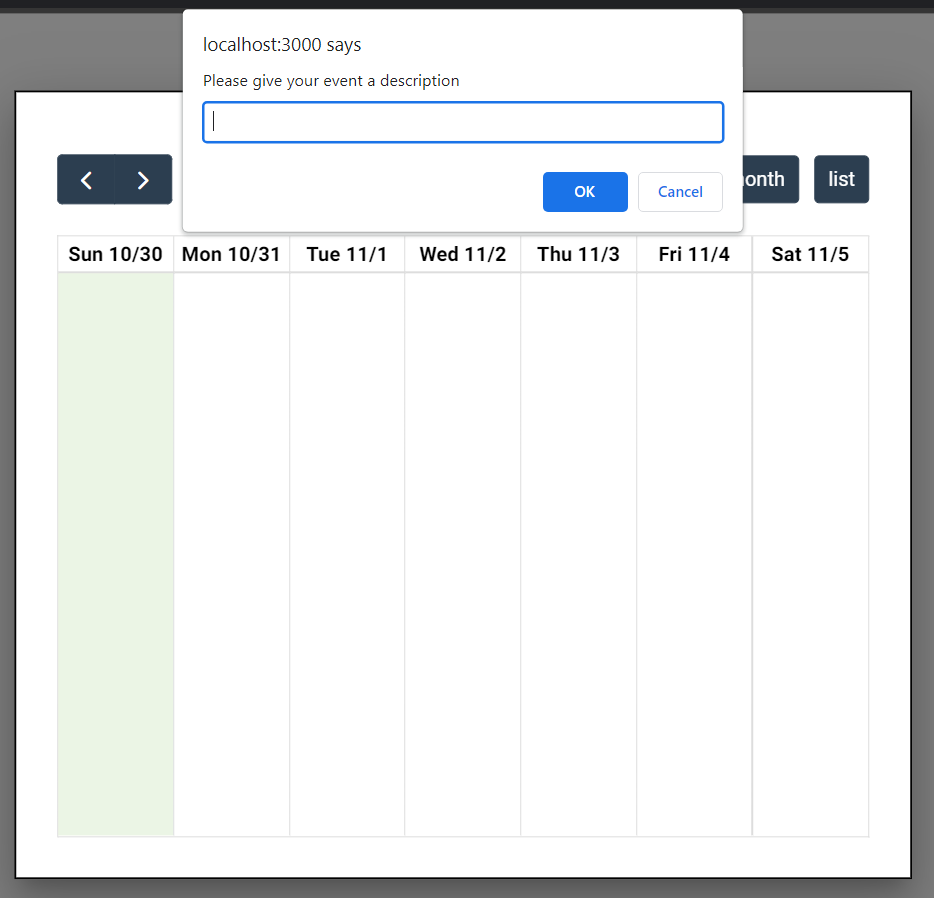 localhost:3000 says
Please give your event a description
OK Cancel
onth list
Sun 10/30 Mon 10/31 Tue 11/1 Wed 11/2 Thu 11/3 Fri 11/4 Sat 11/5